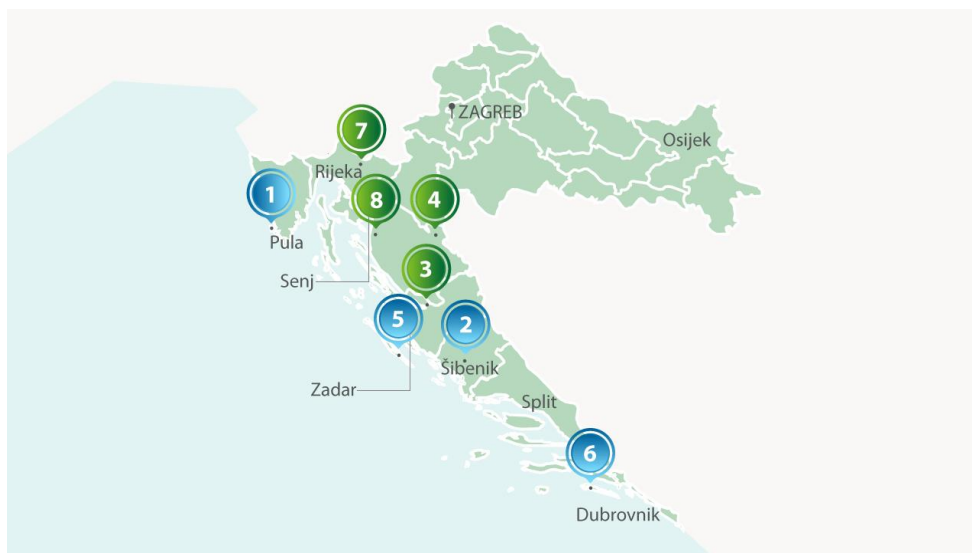 ZAGREB
Osijek
7
Rijeka
1
8
4
Pula
3
Senj
5
2
Šibenik
Zadar
Split
6
Dubrovnik